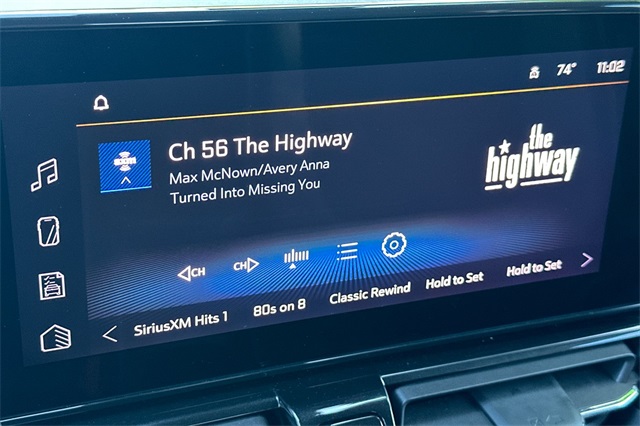 74° 11:02
Ch 56 The Highway
Max McNown/Avery Anna
Turned Into Missing You
the
highway
CH CH
SiriusXM Hits 1 80s on 8 Classic Rewind Hold to Set Hold to Set